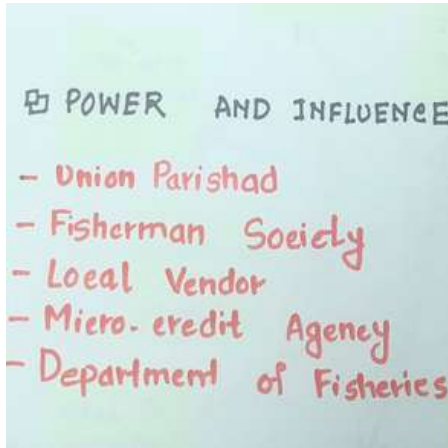 POWER AND INFLUENCE
- Union Parishad
- Fisherman Society
- Local Vendor
- Micro-credit Agency
- Department of Fisheries